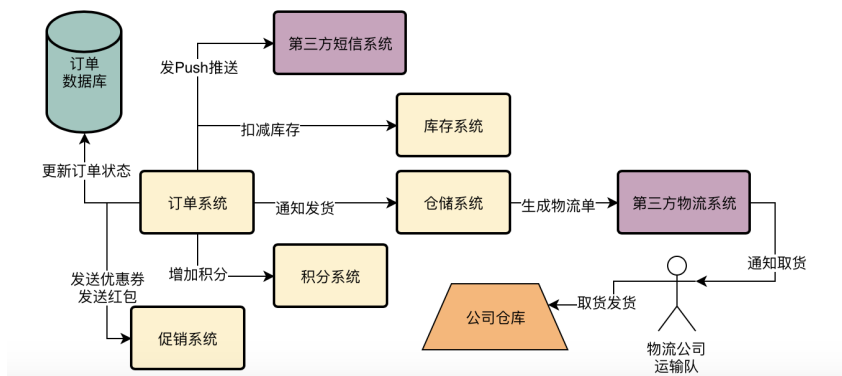 订单
数据库
第三方短信系统
发Push推送
扣减库存
库存系统
更新订单状态
订单系统
通知发货
仓储系统
生成物流单
第三方物流系统
增加积分
积分系统
通知取货
发送优惠券
发送红包
促销系统
公司仓库
取货发货
物流公司
运输队